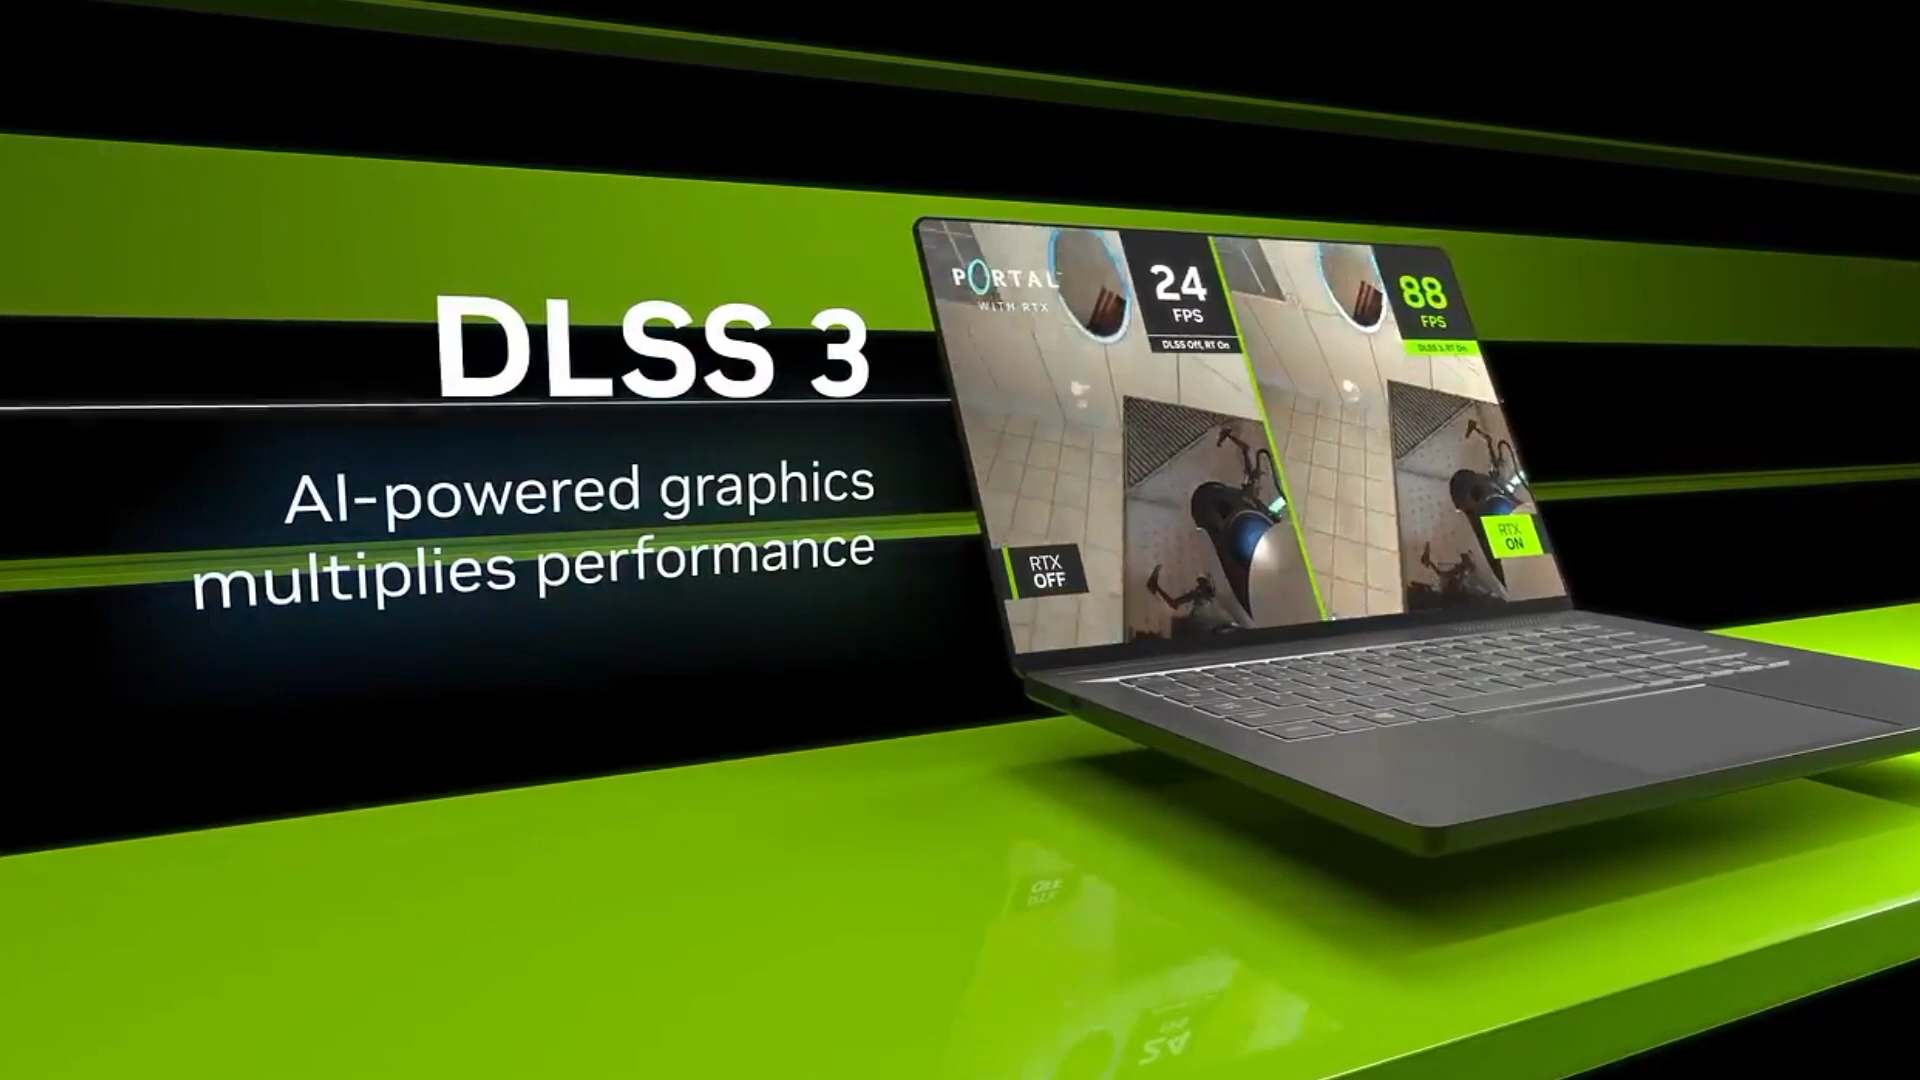 DLSS 3
AI-powered graphics
multiplies performance
PORTAL
WITH RTX
24
FPS
DLSS Off, RT On
88
FPS
DLSS 3, RT On
RTX
OFF
RTX
ON